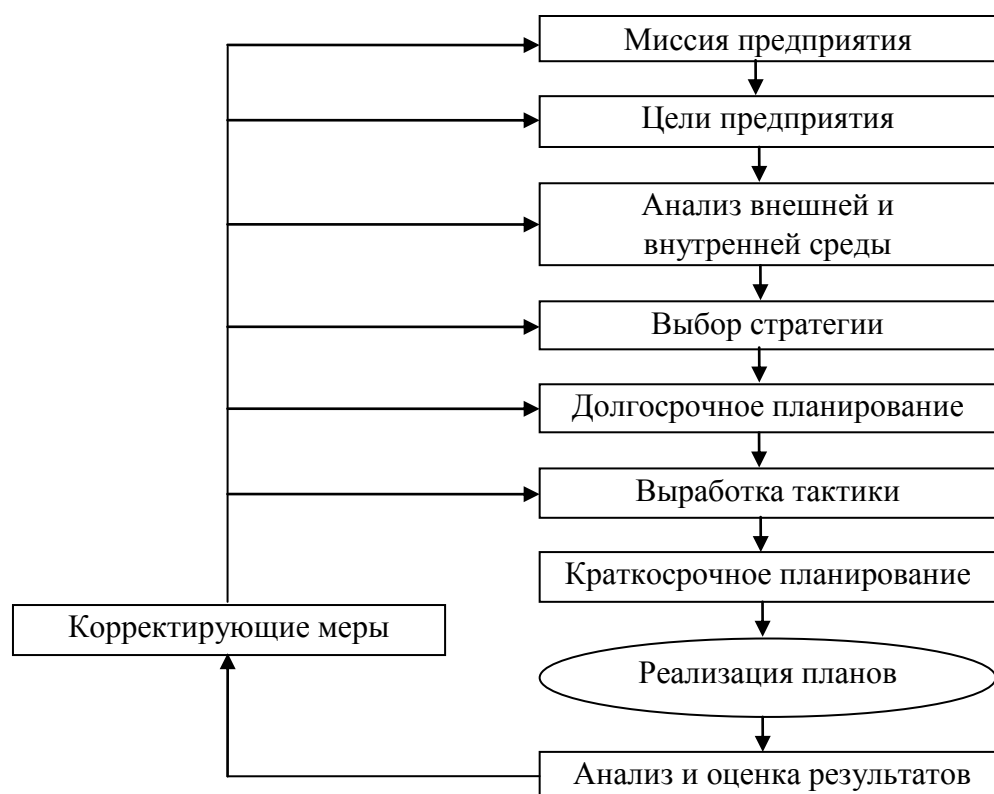 Миссия предприятия
Цели предприятия
Анализ внешней и
внутренней среды
Выбор стратегии
Долгосрочное планирование
Выработка тактики
Краткосрочное планирование
Корректирующие меры
Реализация планов
Анализ и оценка результатов